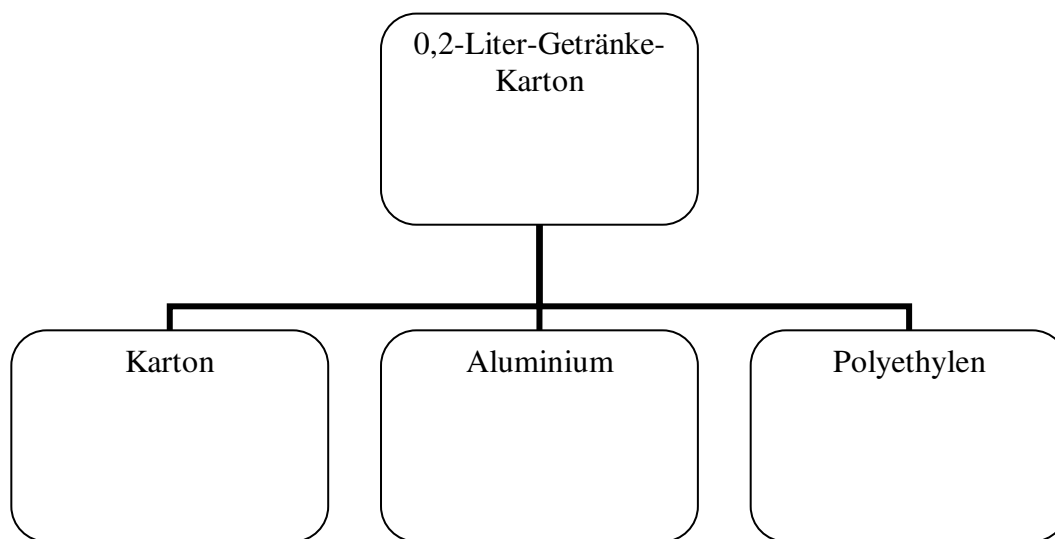 0,2-Liter-Getränke-
Karton
Karton
Aluminium
Polyethylen